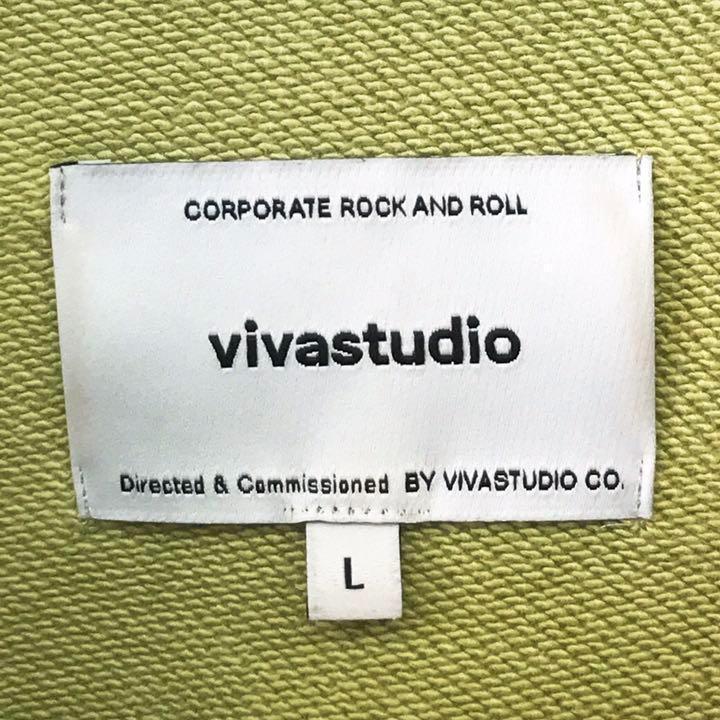 CORPORATE ROCK AND ROLL
vivastudio
Directed & Commissioned BY VIVASTUDIO CO.
L